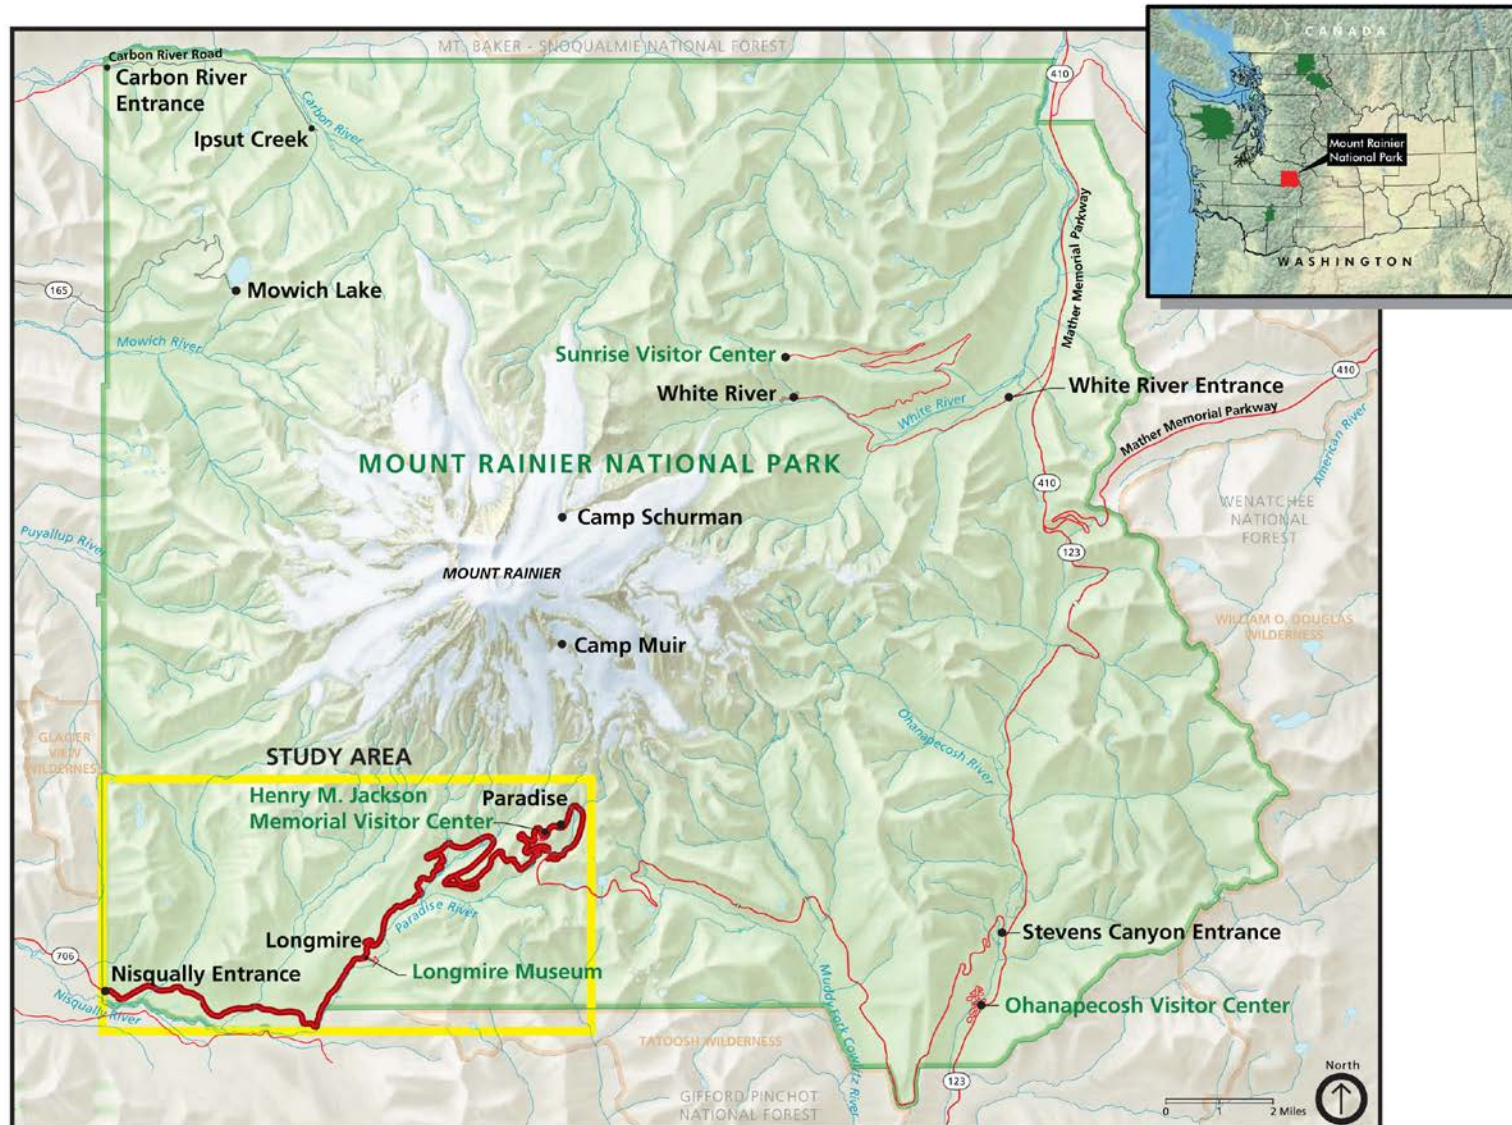 MT. BAKER - SNOQUALMIE NATIONAL FOREST
Carbon River Road
Carbon River
Entrance
Carbon River
Ipsut Creek
410
CANADA
Mount Rainier
National Park
WASHINGTON
Mather Memorial Parkway
165
Mowich Lake
Mowich River
Sunrise Visitor Center
White River
White River
White River Entrance
410
Mather Memorial Parkway
American River
MOUNT RAINIER NATIONAL PARK
410
WENATCHEE
NATIONAL
FOREST
Camp Schurman
Puyallup River
123
MOUNT RAINIER
WILLIAM O. DOUGLAS
WILDERNESS
Camp Muir
Ohanapecosh River
GLACIER
VIEW
WILDERNESS
STUDY AREA
Henry M. Jackson
Memorial Visitor Center
Paradise
Paradise River
Longmire
Longmire Museum
706
Nisqually Entrance
Nisqually River
Stevens Canyon Entrance
Ohanapecosh Visitor Center
Muddy Fork Cowlitz River
TATOOSH WILDERNESS
GIFFORD PINCHOT
NATIONAL FOREST
123
North
0 1 2 Miles